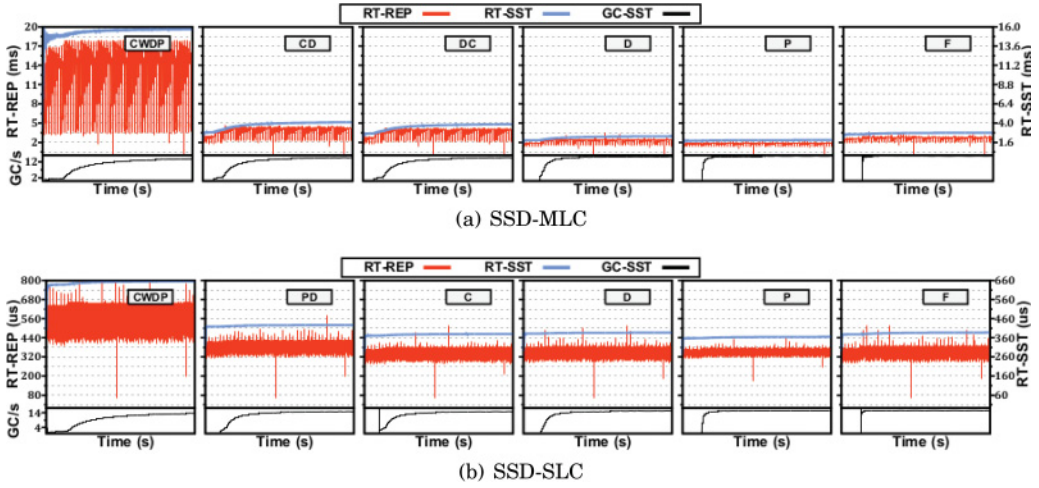 RT-REP RT-SST GC-SST
CWDP CD DC D P F
RT-REP (ms)
20
17
14
11
8
5
2
RT-SST (ms)
16.0
13.6
11.2
8.8
6.4
4.0
1.6
GC/s
12
2
Time (s) Time (s) Time (s) Time (s) Time (s) Time (s)
(a) SSD-MLC
RT-REP RT-SST GC-SST
CWDP PD C D P F
RT-REP (us)
800
680
560
440
320
200
80
RT-SST (us)
660
560
460
360
260
160
60
GC/s
14
4
Time (s) Time (s) Time (s) Time (s) Time (s) Time (s)
(b) SSD-SLC